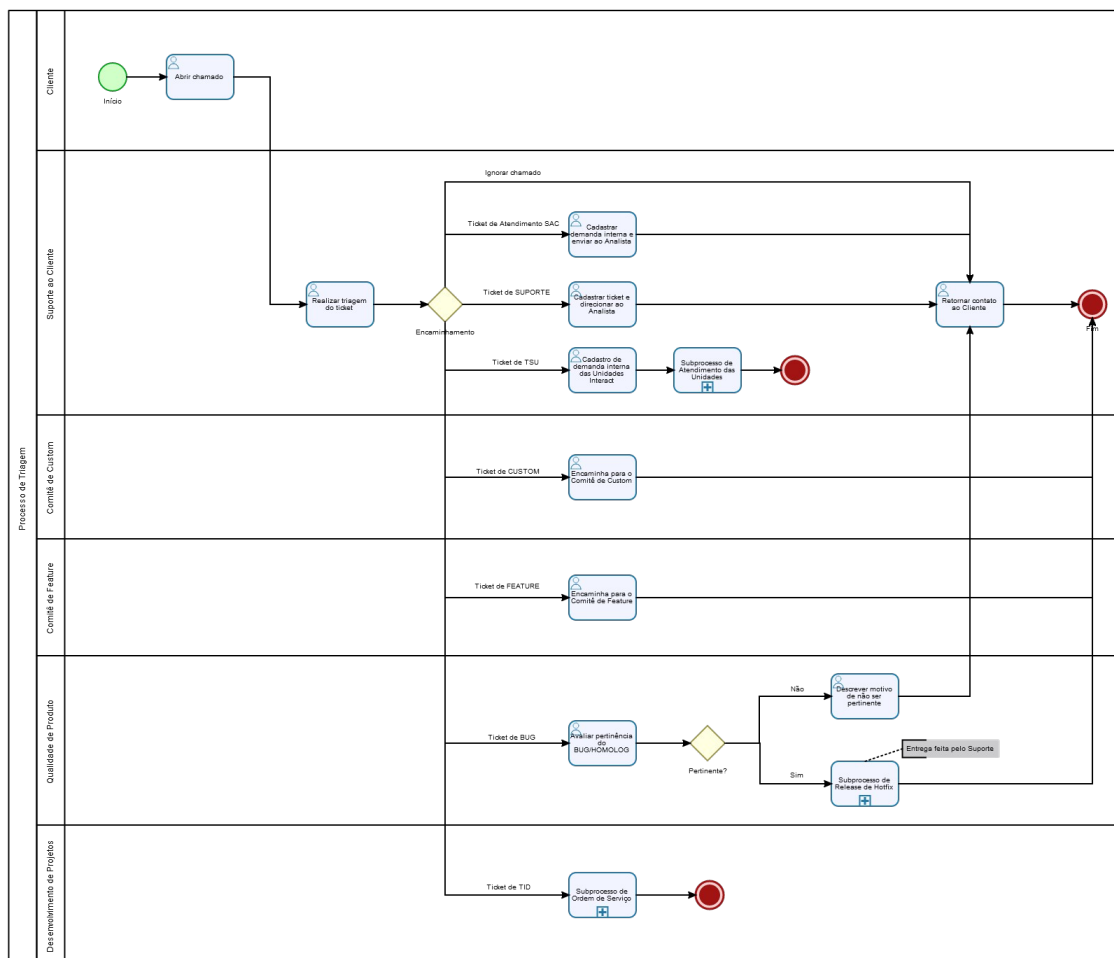 Processo de Triagem
Cliente
Início
Abrir chamado
Suporte ao Cliente
Ignorar chamado
Ticket de Atendimento SAC
Cadastrar
demanda interna e
enviar ao Analista
Realizar triagem
do ticket
Encaminhamento
Ticket de SUPORTE
Cadastrar ticket e
direcionar ao
Analista
Retornar contato
ao Cliente
Fim
Ticket de TSU
Cadastro de
demanda interna
das Unidades
Interact
Subprocesso de
Atendimento das
Unidades
Comitê de Custom
Ticket de CUSTOM
Encaminha para o
Comitê de Custom
Comitê de Feature
Ticket de FEATURE
Encaminha para o
Comitê de Feature
Qualidade de Produto
Ticket de BUG
Avaliar pertinência
do
BUG/HOMOLOG
Pertinente?
Não
Descrever motivo
de não ser
pertinente
Entrega feita pelo Suporte
Sim
Subprocesso de
Release de Hotfix
Desenvolvimento de Projetos
Ticket de TID
Subprocesso de
Ordem de Serviço